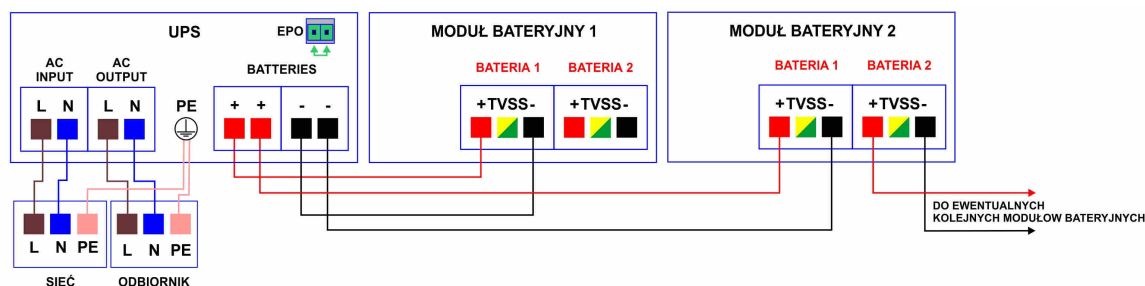 UPS
EPO
AC INPUT
AC OUTPUT
BATTERIES
L N
L N
PE
+ +
- -
MODUŁ BATERYJNY 1
BATERIA 1
BATERIA 2
+TVSS-
+TVSS-
MODUŁ BATERYJNY 2
BATERIA 1
BATERIA 2
+TVSS-
+TVSS-
L N PE
L N PE
SIEĆ
ODBIORNIK
DO EWENTUALNYCH
KOLEJNYCH MODUŁOW BATERYJNYCH